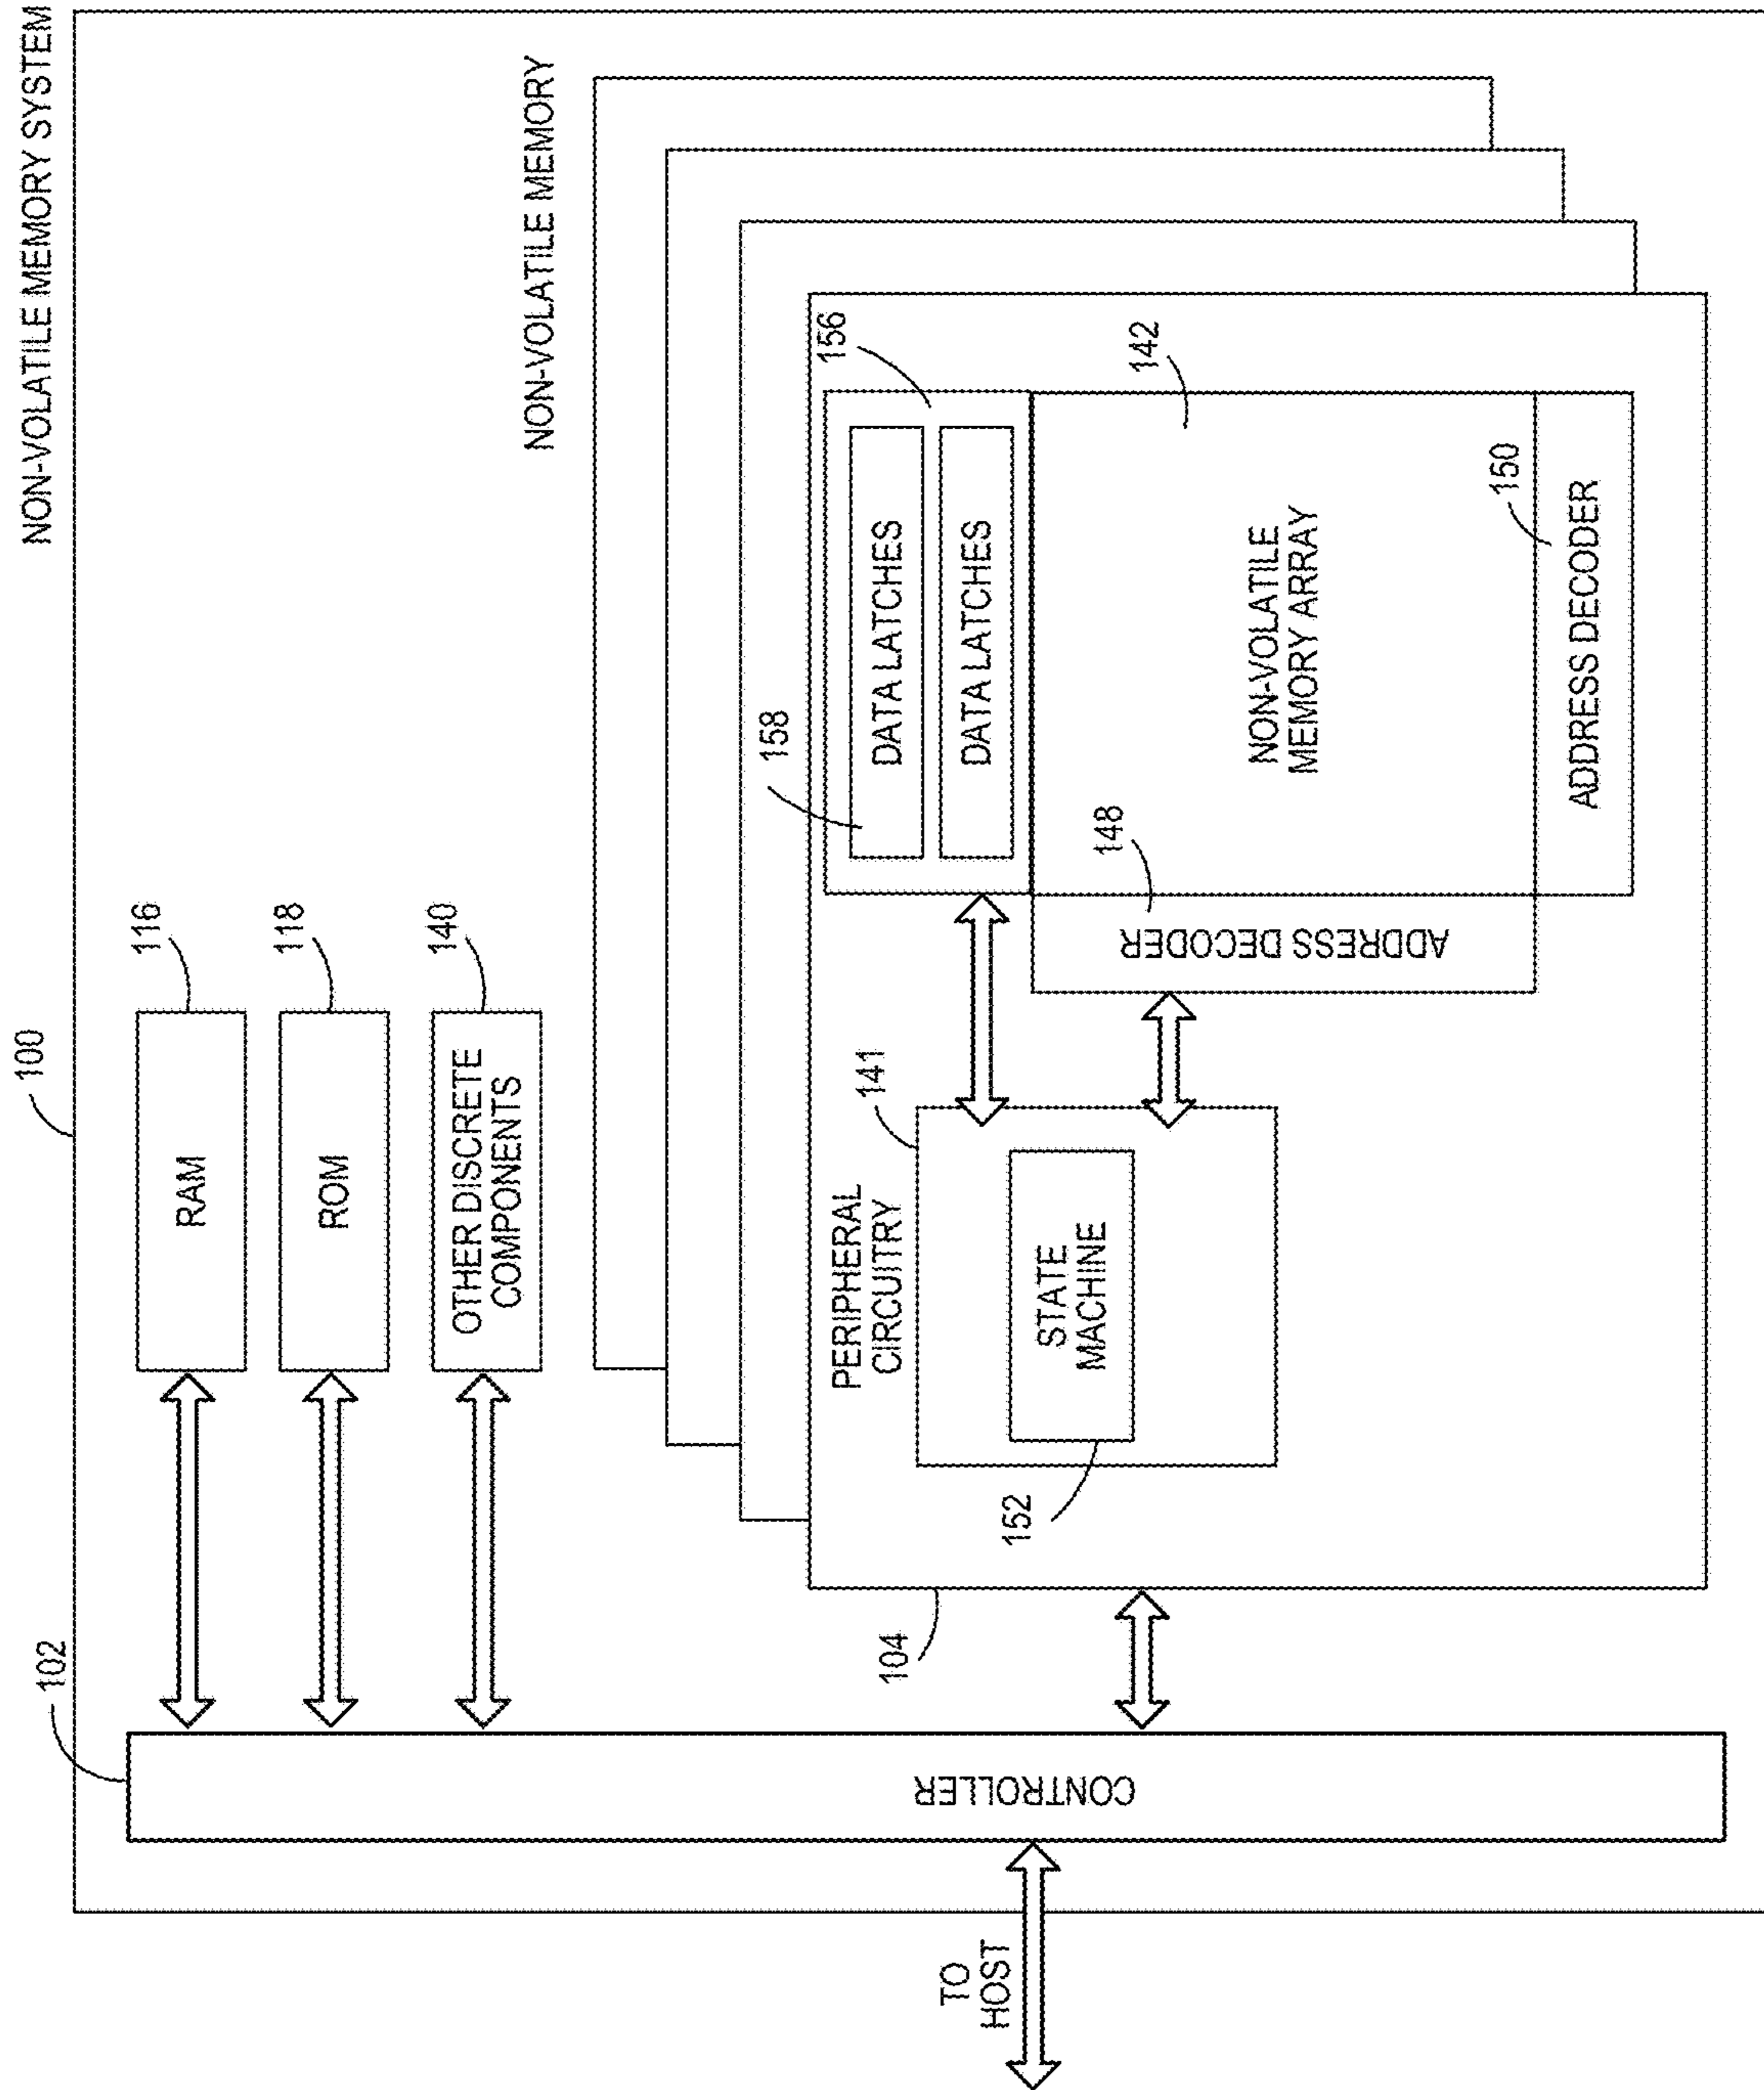 NON-VOLATILE MEMORY SYSTEM
100
102
116
RAM
118
ROM
140
OTHER DISCRETE
COMPONENTS
NON-VOLATILE MEMORY
CONTROLLER
TO
HOST
104
PERIPHERAL
CIRCUITRY
141
STATE
MACHINE
152
158
156
DATA LATCHES
DATA LATCHES
148
ADDRESS DECODER
142
NON-VOLATILE
MEMORY ARRAY
150
ADDRESS DECODER